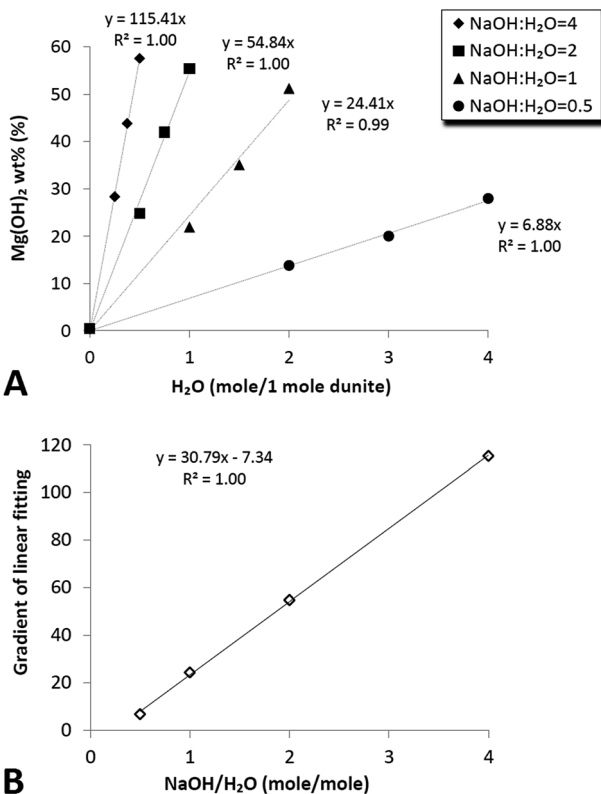 y = 115.41x
R² = 1.00
y = 54.84x
R² = 1.00
y = 24.41x
R² = 0.99
y = 6.88x
R² = 1.00
NaOH:H2O=4
NaOH:H2O=2
NaOH:H2O=1
NaOH:H2O=0.5
Mg(OH)₂ wt% (%)
60
50
40
30
20
10
0
0 1 2 3 4
H₂O (mole/1 mole dunite)
A
y = 30.79x - 7.34
R² = 1.00
Gradient of linear fitting
120
100
80
60
40
20
0
0 1 2 3 4
NaOH/H₂O (mole/mole)
B